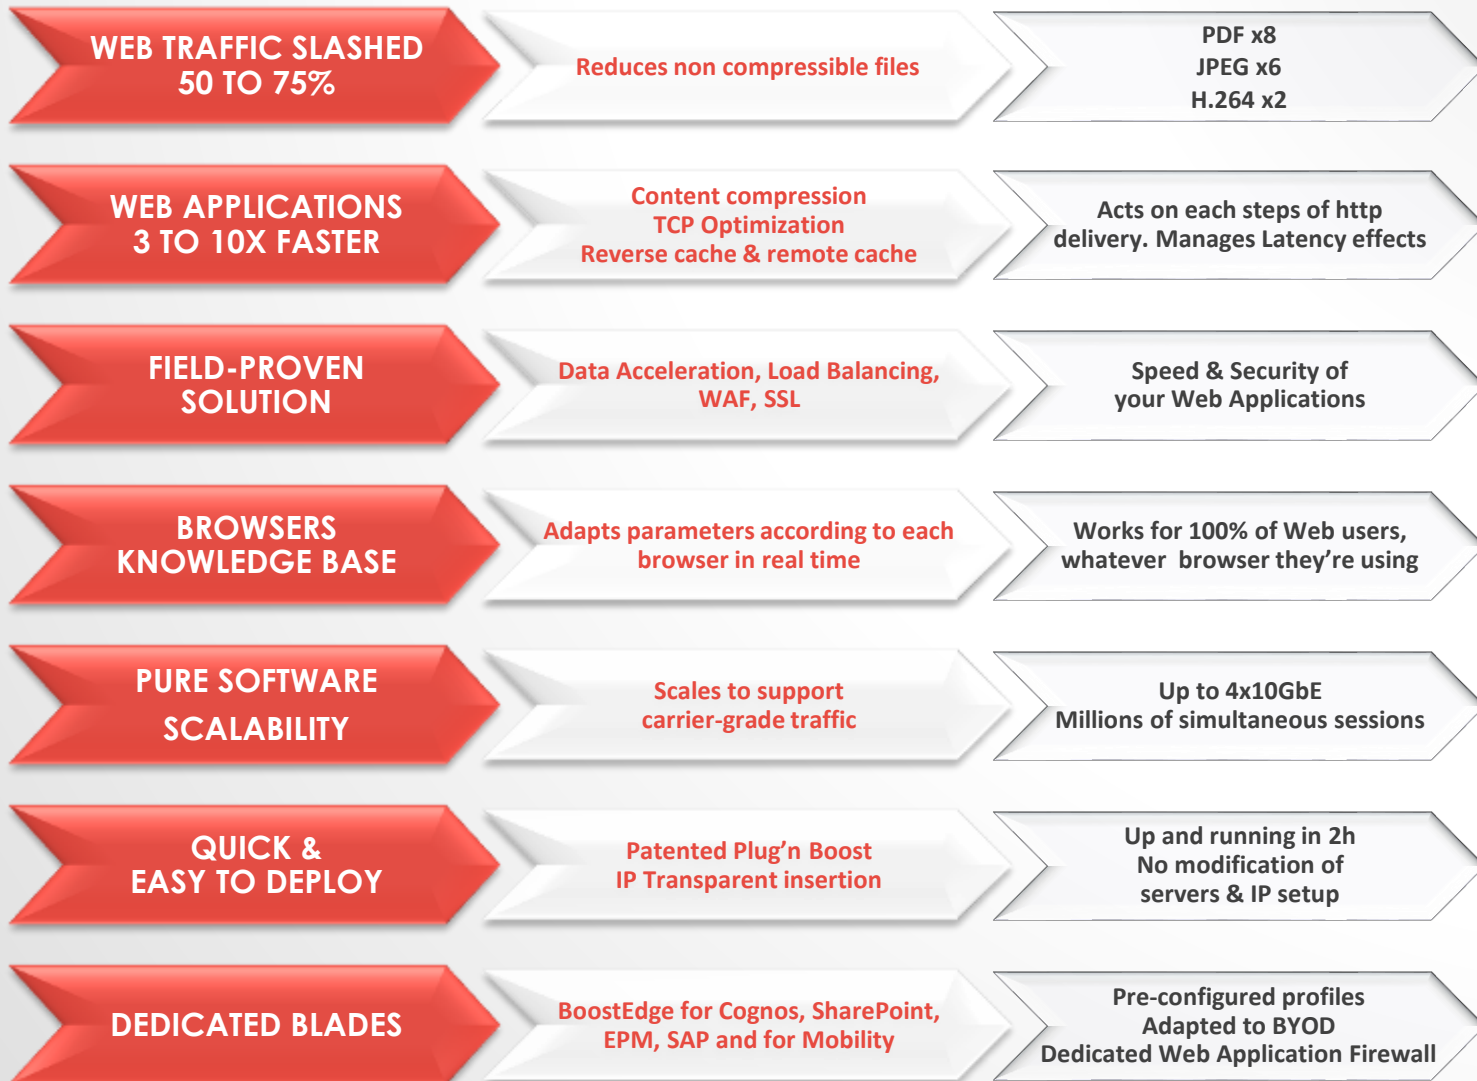 WEB TRAFFIC SLASHED
50 TO 75%
Reduces non compressible files
PDF x8
JPEG x6
H.264 x2
WEB APPLICATIONS
3 TO 10X FASTER
Content compression
TCP Optimization
Reverse cache & remote cache
Acts on each steps of http
delivery. Manages Latency effects
FIELD-PROVEN
SOLUTION
Data Acceleration, Load Balancing,
WAF, SSL
Speed & Security of
your Web Applications
BROWSERS
KNOWLEDGE BASE
Adapts parameters according to each
browser in real time
Works for 100% of Web users,
whatever browser they're using
PURE SOFTWARE
SCALABILITY
Scales to support
carrier-grade traffic
Up to 4x10GbE
Millions of simultaneous sessions
QUICK &
EASY TO DEPLOY
Patented Plug'n Boost
IP Transparent insertion
Up and running in 2h
No modification of
servers & IP setup
DEDICATED BLADES
BoostEdge for Cognos, SharePoint,
EPM, SAP and for Mobility
Pre-configured profiles
Adapted to BYOD
Dedicated Web Application Firewall